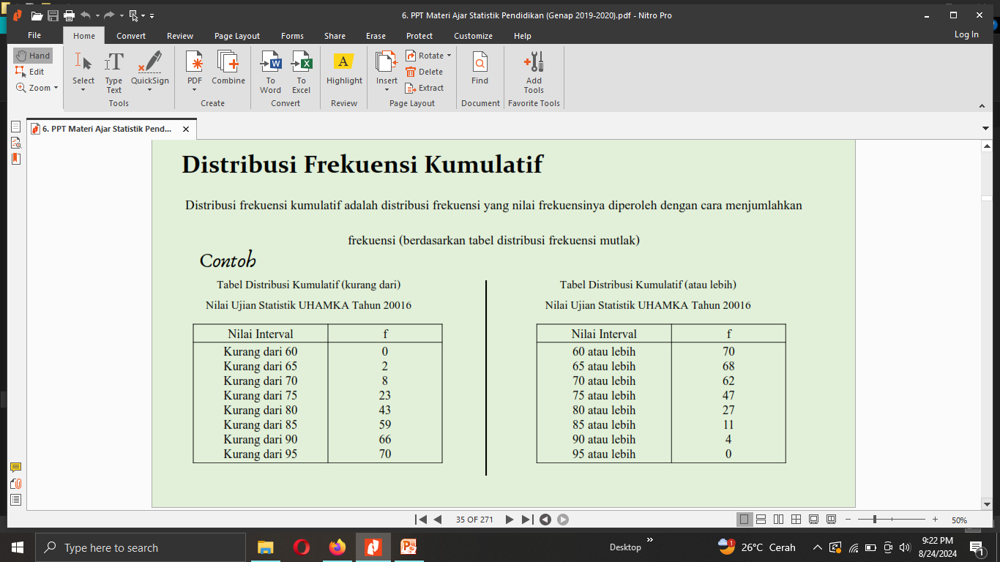 6. PPT Materi Ajar Statistik Pendidikan (Genap 2019-2020).pdf - Nitro Pro
File Home Convert Review Page Layout Forms Share Erase Protect Customize Help Log In
Hand
Edit
Zoom
Select
Type Text
QuickSign
Tools
PDF
Combine
Create
To Word
To Excel
Convert
Highlight
Review
Insert
Rotate
Delete
Extract
Page Layout
Find
Document
Add Tools
Favorite Tools
6. PPT Materi Ajar Statistik Pend...
Distribusi Frekuensi Kumulatif
Distribusi frekuensi kumulatif adalah distribusi frekuensi yang nilai frekuensinya diperoleh dengan cara menjumlahkan
frekuensi (berdasarkan tabel distribusi frekuensi mutlak)
Contoh
Tabel Distribusi Kumulatif (kurang dari)
Nilai Ujian Statistik UHAMKA Tahun 20016
Nilai Interval f
Kurang dari 60 0
Kurang dari 65 2
Kurang dari 70 8
Kurang dari 75 23
Kurang dari 80 43
Kurang dari 85 59
Kurang dari 90 66
Kurang dari 95 70
Tabel Distribusi Kumulatif (atau lebih)
Nilai Ujian Statistik UHAMKA Tahun 20016
Nilai Interval f
60 atau lebih 70
65 atau lebih 68
70 atau lebih 62
75 atau lebih 47
80 atau lebih 27
85 atau lebih 11
90 atau lebih 4
95 atau lebih 0
35 OF 271
50%
Type here to search
Desktop
1
26°C Cerah
9:22 PM
8/24/2024
1